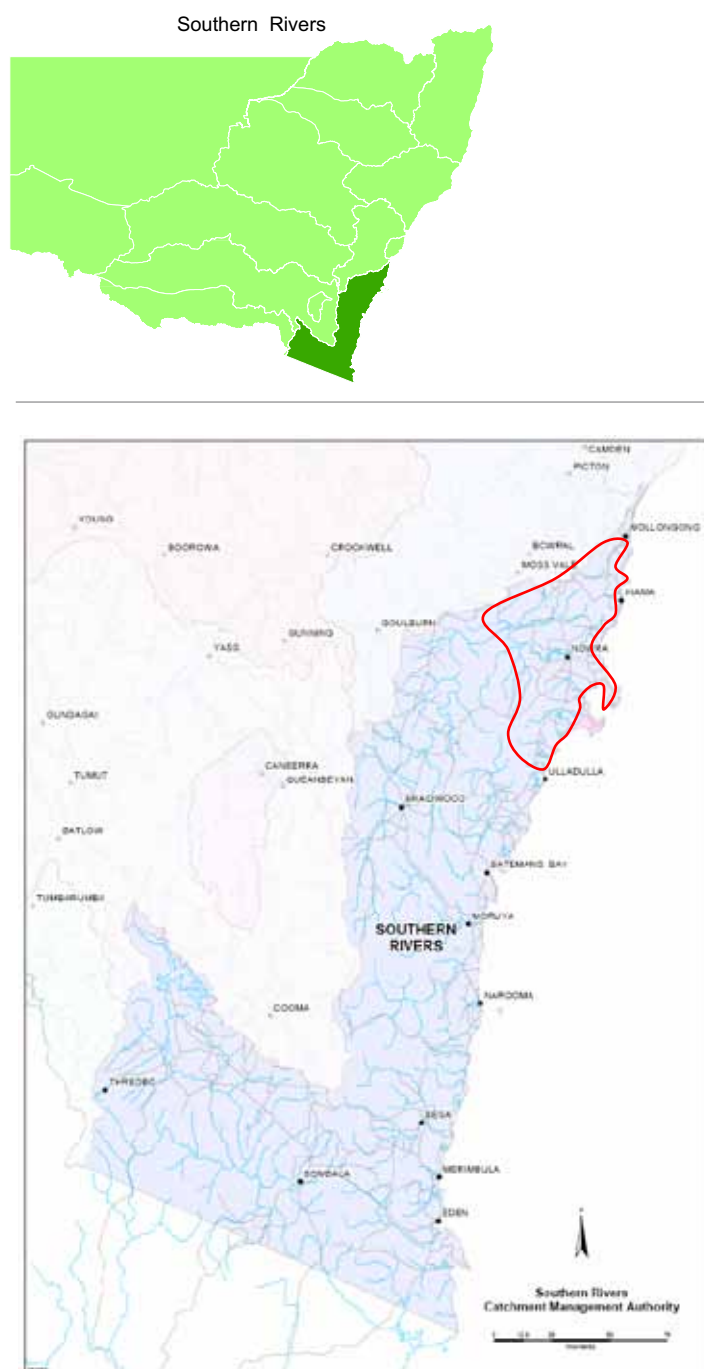 Southern Rivers
CAMDEN
PICTON
YOUNG
WOLLONGONG
BOOROWA
CROOKWELL
BOWRAL
MOSS VALE
KIAMA
GOULBURN
GUNNING
YASS
NOWRA
GUNDAGAI
CANBERRA
QUEANBEYAN
TUMUT
ULLADULLA
BRAIDWOOD
BATLOW
BATEMANS BAY
TUMBARUMBA
MORUYA
SOUTHERN
RIVERS
NAROOMA
COOMA
THREDBO
BEGA
MERIMBULA
BOMBALA
EDEN
Southern Rivers
Catchment Management Authority